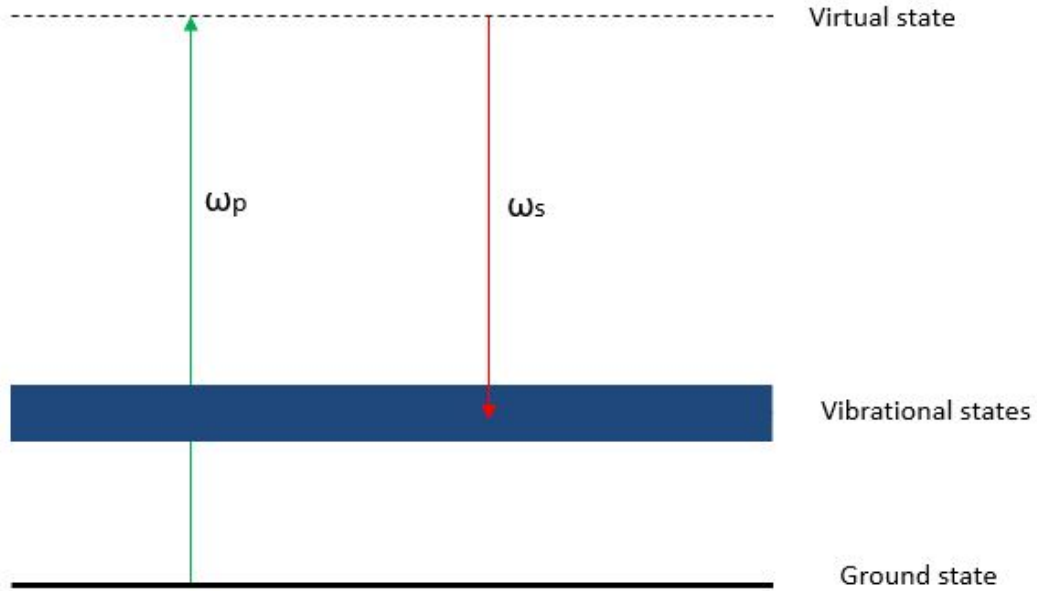 Virtual state
ωp
ωs
Vibrational states
Ground state